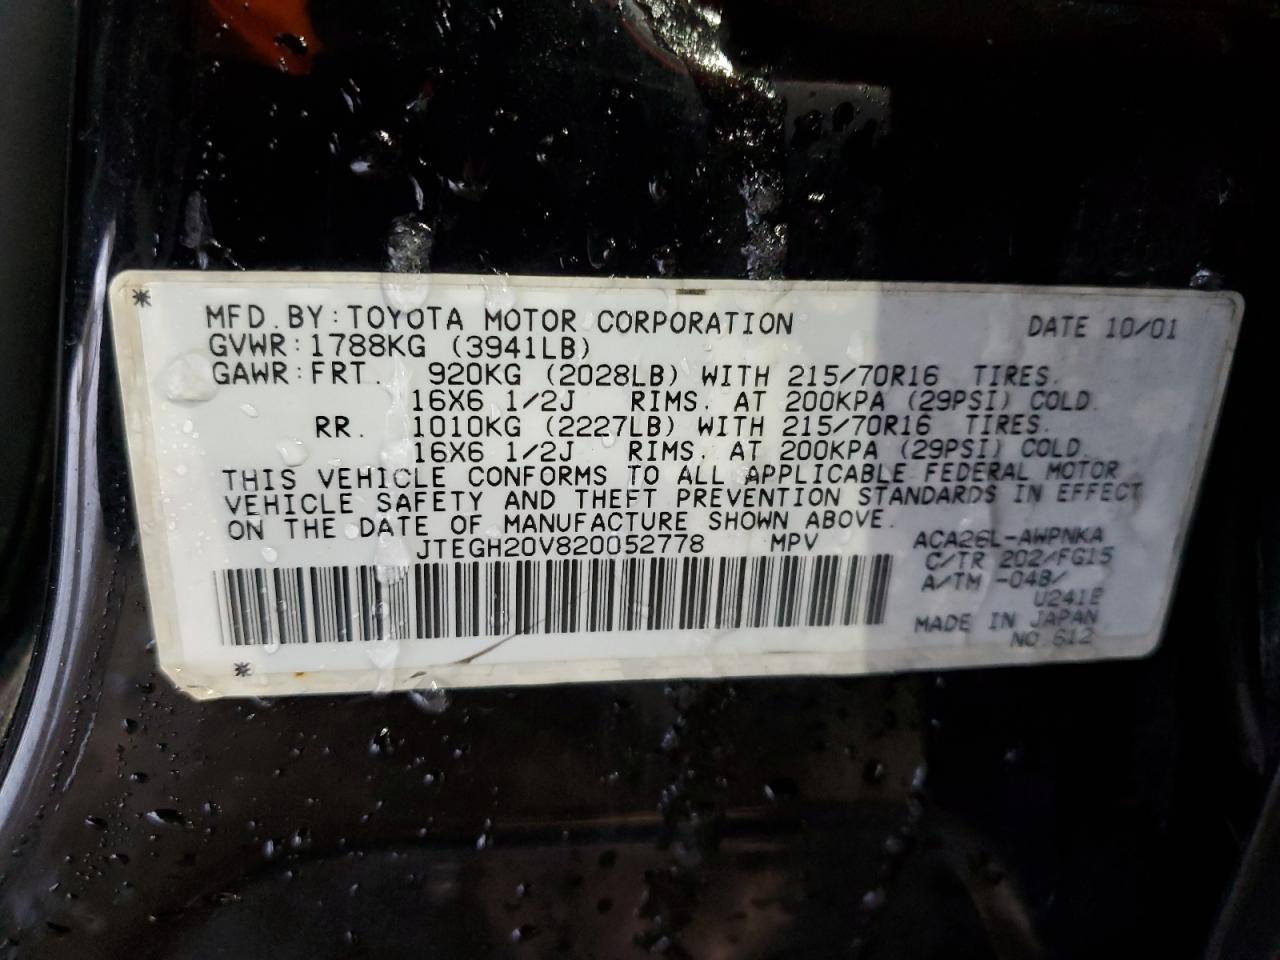 MFD. BY: TOYOTA MOTOR CORPORATION DATE 10/01
GVWR: 1788KG (3941LB)
GAWR: FRT. 920KG (2028LB) WITH 215/70R16 TIRES.
16X6 1/2J RIMS. AT 200KPA (29PSI) COLD.
RR. 1010KG (2227LB) WITH 215/70R16 TIRES.
16X6 1/2J RIMS. AT 200KPA (29PSI) COLD.
THIS VEHICLE CONFORMS TO ALL APPLICABLE FEDERAL MOTOR
VEHICLE SAFETY AND THEFT PREVENTION STANDARDS IN EFFECT
ON THE DATE OF MANUFACTURE SHOWN ABOVE.
JTEGH20V820052778 MPV
ACA26L-AWPNKA
C/TR 202/FG15
A/TM -04B/
U241E
MADE IN JAPAN
NO.612